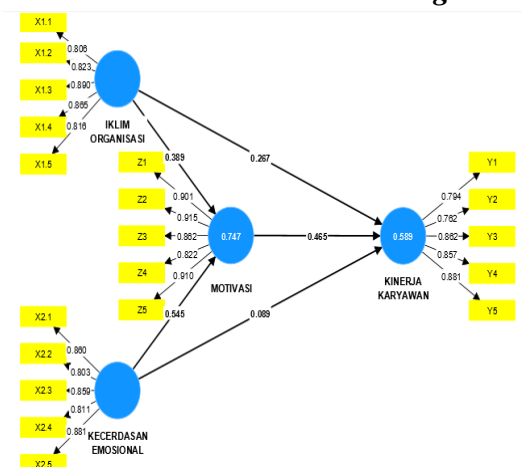 X1.1
0.806
X1.2
0.823
X1.3
0.890
0.865
X1.4
0.816
X1.5
IKLIM
ORGANISASI
0.389
0.267
Z1
0.901
Z2
0.915
Z3
0.862
0.747
Z4
0.822
Z5
0.910
MOTIVASI
0.465
0.545
0.089
Y1
0.794
Y2
0.762
Y3
0.862
0.589
Y4
0.857
Y5
0.881
KINERJA
KARYAWAN
X2.1
0.860
X2.2
0.803
X2.3
0.859
0.811
X2.4
0.881
X2.5
KECERDASAN
EMOSIONAL